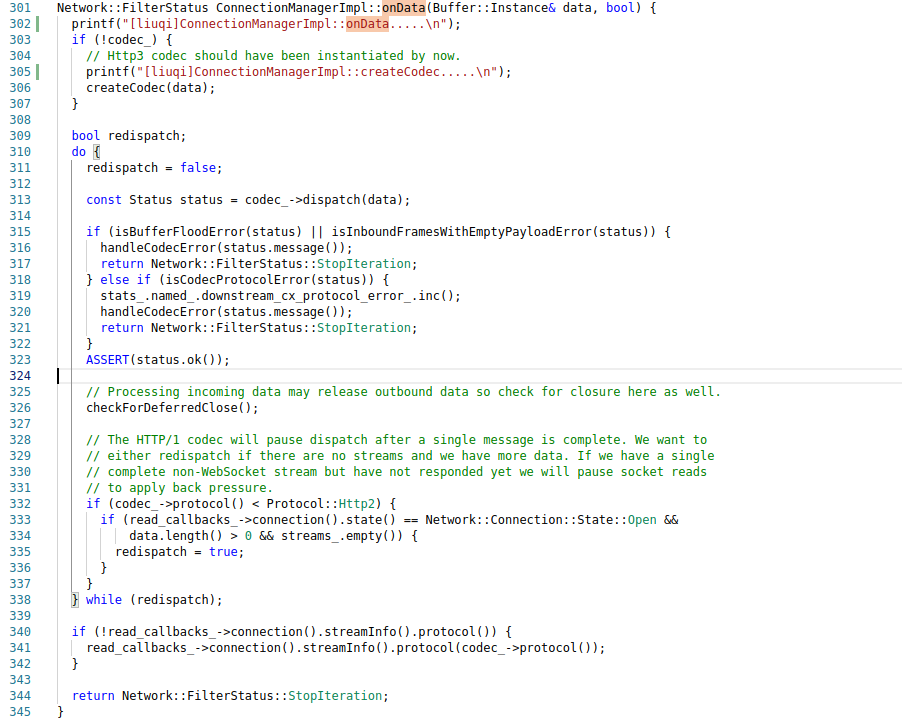 301 Network::FilterStatus ConnectionManagerImpl::onData(Buffer::Instance& data, bool) {
302   printf("[liuqi]ConnectionManagerImpl::onData.....\n");
303   if (!codec_) {
304     // Http3 codec should have been instantiated by now.
305     printf("[liuqi]ConnectionManagerImpl::createCodec.....\n");
306     createCodec(data);
307   }
308
309   bool redispatch;
310   do {
311     redispatch = false;
312
313     const Status status = codec_->dispatch(data);
314
315     if (isBufferFloodError(status) || isInboundFramesWithEmptyPayloadError(status)) {
316       handleCodecError(status.message());
317       return Network::FilterStatus::StopIteration;
318     } else if (isCodecProtocolError(status)) {
319       stats_.named_.downstream_cx_protocol_error_.inc();
320       handleCodecError(status.message());
321       return Network::FilterStatus::StopIteration;
322     }
323     ASSERT(status.ok());
324
325     // Processing incoming data may release outbound data so check for closure here as well.
326     checkForDeferredClose();
327
328     // The HTTP/1 codec will pause dispatch after a single message is complete. We want to
329     // either redispatch if there are no streams and we have more data. If we have a single
330     // complete non-WebSocket stream but have not responded yet we will pause socket reads
331     // to apply back pressure.
332     if (codec_->protocol() < Protocol::Http2) {
333       if (read_callbacks_->connection().state() == Network::Connection::State::Open &&
334           data.length() > 0 && streams_.empty()) {
335         redispatch = true;
336       }
337     }
338   } while (redispatch);
339
340   if (!read_callbacks_->connection().streamInfo().protocol()) {
341     read_callbacks_->connection().streamInfo().protocol(codec_->protocol());
342   }
343
344   return Network::FilterStatus::StopIteration;
345 }